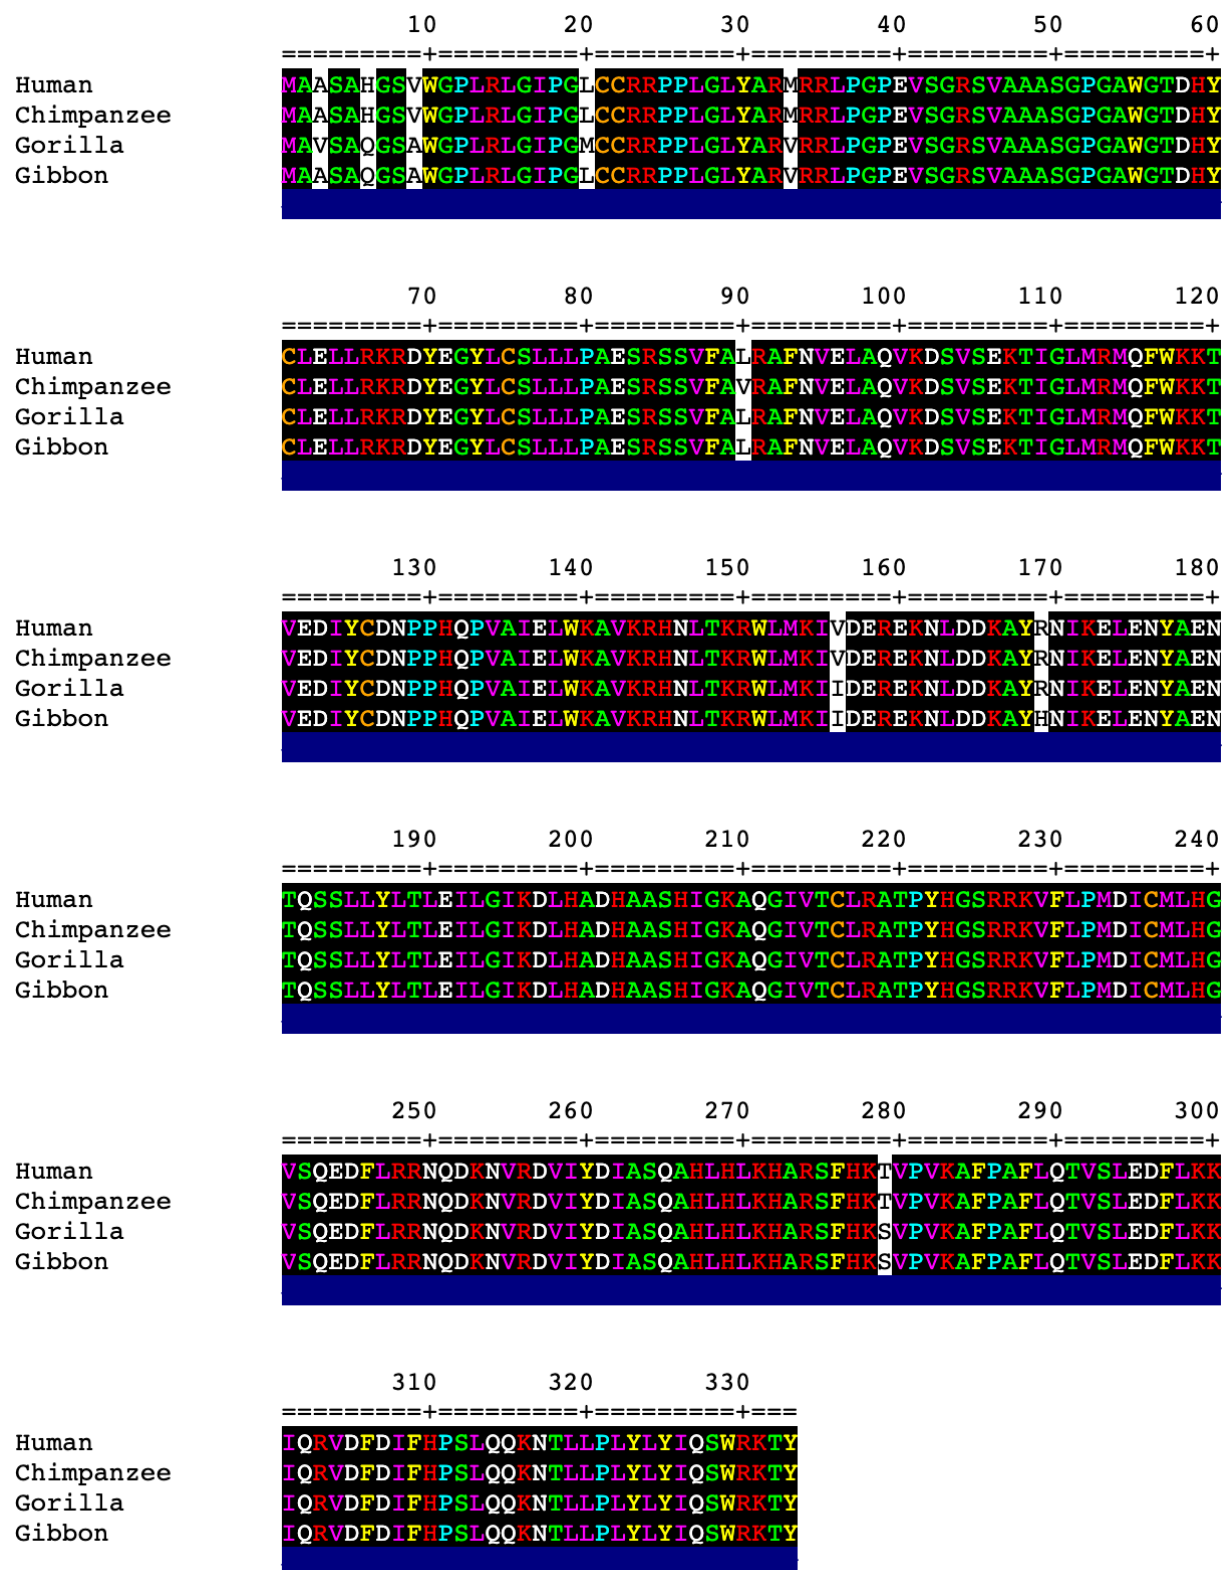 10 20 30 40 50 60
=========+=========+=========+=========+=========+=========+
Human MAASAHGSVWGPLRLGIPGLCCRRPPLGLYARMRRLPGPEVSGRSVAAASGPGAWGTDHY
Chimpanzee MAASAHGSVWGPLRLGIPGLCCRRPPLGLYARMRRLPGPEVSGRSVAAASGPGAWGTDHY
Gorilla MAVSAQGSAWGPLRLGIPGMCCRRPPLGLYARVRRLPGPEVSGRSVAAASGPGAWGTDHY
Gibbon MAASAQGSAWGPLRLGIPGLCCRRPPLGLYARVRRLPGPEVSGRSVAAASGPGAWGTDHY
70 80 90 100 110 120
=========+=========+=========+=========+=========+=========+
Human CLELLRKRDYEGYLCSLLLPAESRSSVFALRAFNVELAQVKDSVSEKTIGLMRMQFWKKT
Chimpanzee CLELLRKRDYEGYLCSLLLPAESRSSVFAVRAFNVELAQVKDSVSEKTIGLMRMQFWKKT
Gorilla CLELLRKRDYEGYLCSLLLPAESRSSVFALRAFNVELAQVKDSVSEKTIGLMRMQFWKKT
Gibbon CLELLRKRDYEGYLCSLLLPAESRSSVFALRAFNVELAQVKDSVSEKTIGLMRMQFWKKT
130 140 150 160 170 180
=========+=========+=========+=========+=========+=========+
Human VEDIYCDNPPHQPVAIELWKAVKRHNLTKRWLMKIVDEREKNLDDKAYRNIKELENYAEN
Chimpanzee VEDIYCDNPPHQPVAIELWKAVKRHNLTKRWLMKIVDEREKNLDDKAYRNIKELENYAEN
Gorilla VEDIYCDNPPHQPVAIELWKAVKRHNLTKRWLMKIIDEREKNLDDKAYRNIKELENYAEN
Gibbon VEDIYCDNPPHQPVAIELWKAVKRHNLTKRWLMKIIDEREKNLDDKAYHNIKELENYAEN
190 200 210 220 230 240
=========+=========+=========+=========+=========+=========+
Human TQSSLLYLTLEILGIKDLHADHAASHIGKAQGIVTCLRATPYHGSRRKVFLPMDICMLHG
Chimpanzee TQSSLLYLTLEILGIKDLHADHAASHIGKAQGIVTCLRATPYHGSRRKVFLPMDICMLHG
Gorilla TQSSLLYLTLEILGIKDLHADHAASHIGKAQGIVTCLRATPYHGSRRKVFLPMDICMLHG
Gibbon TQSSLLYLTLEILGIKDLHADHAASHIGKAQGIVTCLRATPYHGSRRKVFLPMDICMLHG
250 260 270 280 290 300
=========+=========+=========+=========+=========+=========+
Human VSQEDFLRRNQDKNVRDVIYDIASQAHLHLKHARSFHKTVPVKAFPAFLQTVSLEDFLKK
Chimpanzee VSQEDFLRRNQDKNVRDVIYDIASQAHLHLKHARSFHKTVPVKAFPAFLQTVSLEDFLKK
Gorilla VSQEDFLRRNQDKNVRDVIYDIASQAHLHLKHARSFHKSVPVKAFPAFLQTVSLEDFLKK
Gibbon VSQEDFLRRNQDKNVRDVIYDIASQAHLHLKHARSFHKSVPVKAFPAFLQTVSLEDFLKK
310 320 330
=========+=========+=========+===
Human IQRVDFDIFHPSLQQKNTLLPLYLYIQSWRKTY
Chimpanzee IQRVDFDIFHPSLQQKNTLLPLYLYIQSWRKTY
Gorilla IQRVDFDIFHPSLQQKNTLLPLYLYIQSWRKTY
Gibbon IQRVDFDIFHPSLQQKNTLLPLYLYIQSWRKTY